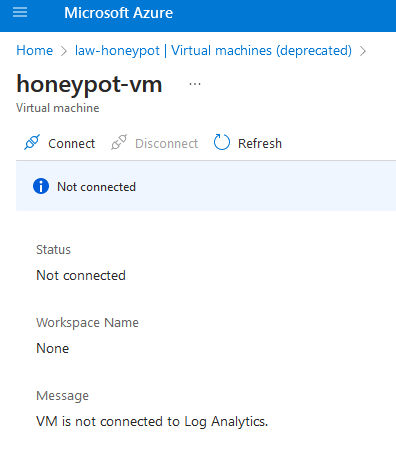 Microsoft Azure
Home > law-honeypot | Virtual machines (deprecated) >
honeypot-vm ...
Virtual machine
Connect Disconnect Refresh
Not connected
Status
Not connected
Workspace Name
None
Message
VM is not connected to Log Analytics.